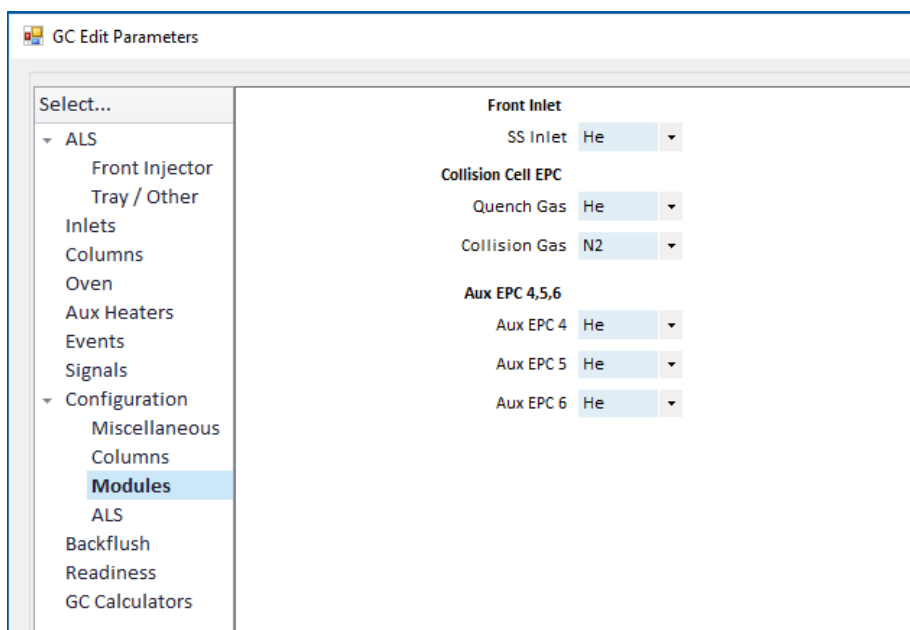 GC Edit Parameters
Select...
ALS
Front Injector
Tray / Other
Inlets
Columns
Oven
Aux Heaters
Events
Signals
Configuration
Miscellaneous
Columns
Modules
ALS
Backflush
Readiness
GC Calculators
Front Inlet
SS Inlet He
Collision Cell EPC
Quench Gas He
Collision Gas N2
Aux EPC 4,5,6
Aux EPC 4 He
Aux EPC 5 He
Aux EPC 6 He